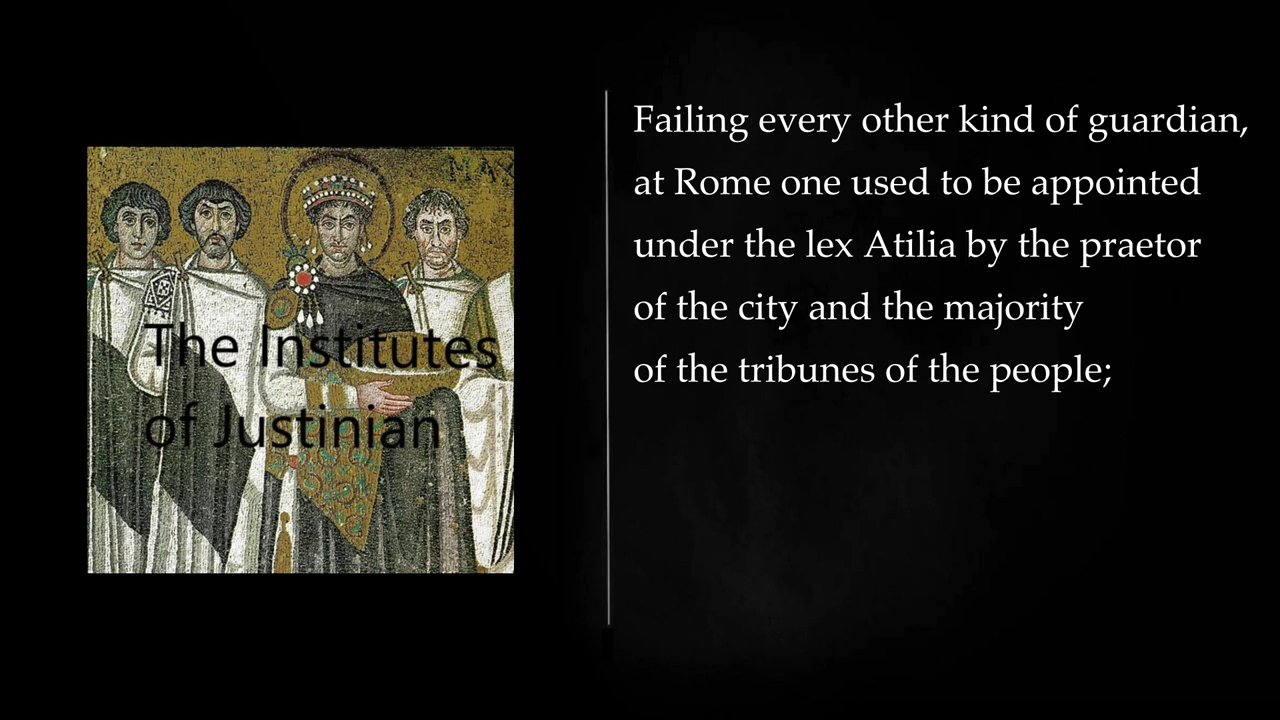 The Institutes
of Justinian
Failing every other kind of guardian,
at Rome one used to be appointed
under the lex Atilia by the praetor
of the city and the majority
of the tribunes of the people;